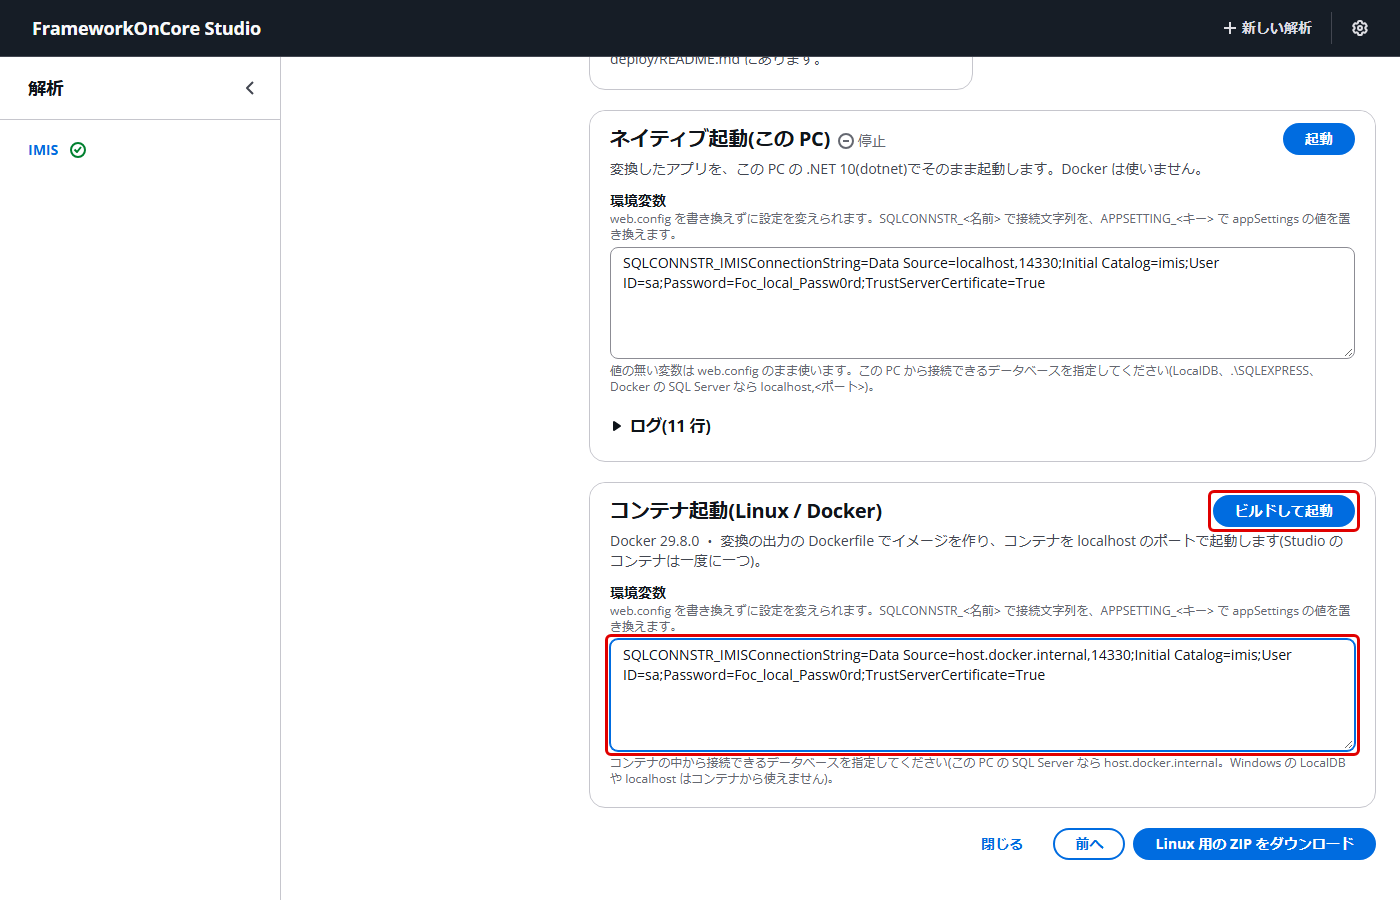 FrameworkOnCore Studio
新しい解析
解析
IMIS
deploy/README.md にあります。
ネイティブ起動(この PC)
停止
起動
変換したアプリを、この PC の .NET 10(dotnet)でそのまま起動します。Docker は使いません。
環境変数
web.config を書き換えずに設定を変えられます。SQLCONNSTR_<名前> で接続文字列を、APPSETTING_<キー> で appSettings の値を置
き換えます。
SQLCONNSTR_IMISConnectionString=Data Source=localhost,14330;Initial Catalog=imis;User
ID=sa;Password=Foc_local_Passw0rd;TrustServerCertificate=True
値の無い変数は web.config のまま使います。この PC から接続できるデータベースを指定してください(LocalDB、.\SQLEXPRESS、
Docker の SQL Server なら localhost,<ポート>)。
ログ(11 行)
コンテナ起動(Linux / Docker)
ビルドして起動
Docker 29.8.0 ・ 変換の出力の Dockerfile でイメージを作り、コンテナを localhost のポートで起動します(Studio の
コンテナは一度に一つ)。
環境変数
web.config を書き換えずに設定を変えられます。SQLCONNSTR_<名前> で接続文字列を、APPSETTING_<キー> で appSettings の値を置
き換えます。
SQLCONNSTR_IMISConnectionString=Data Source=host.docker.internal,14330;Initial Catalog=imis;User
ID=sa;Password=Foc_local_Passw0rd;TrustServerCertificate=True
コンテナの中から接続できるデータベースを指定してください(この PC の SQL Server なら host.docker.internal。Windows の LocalDB
や localhost はコンテナから使えません)。
閉じる
前へ
Linux 用の ZIP をダウンロード